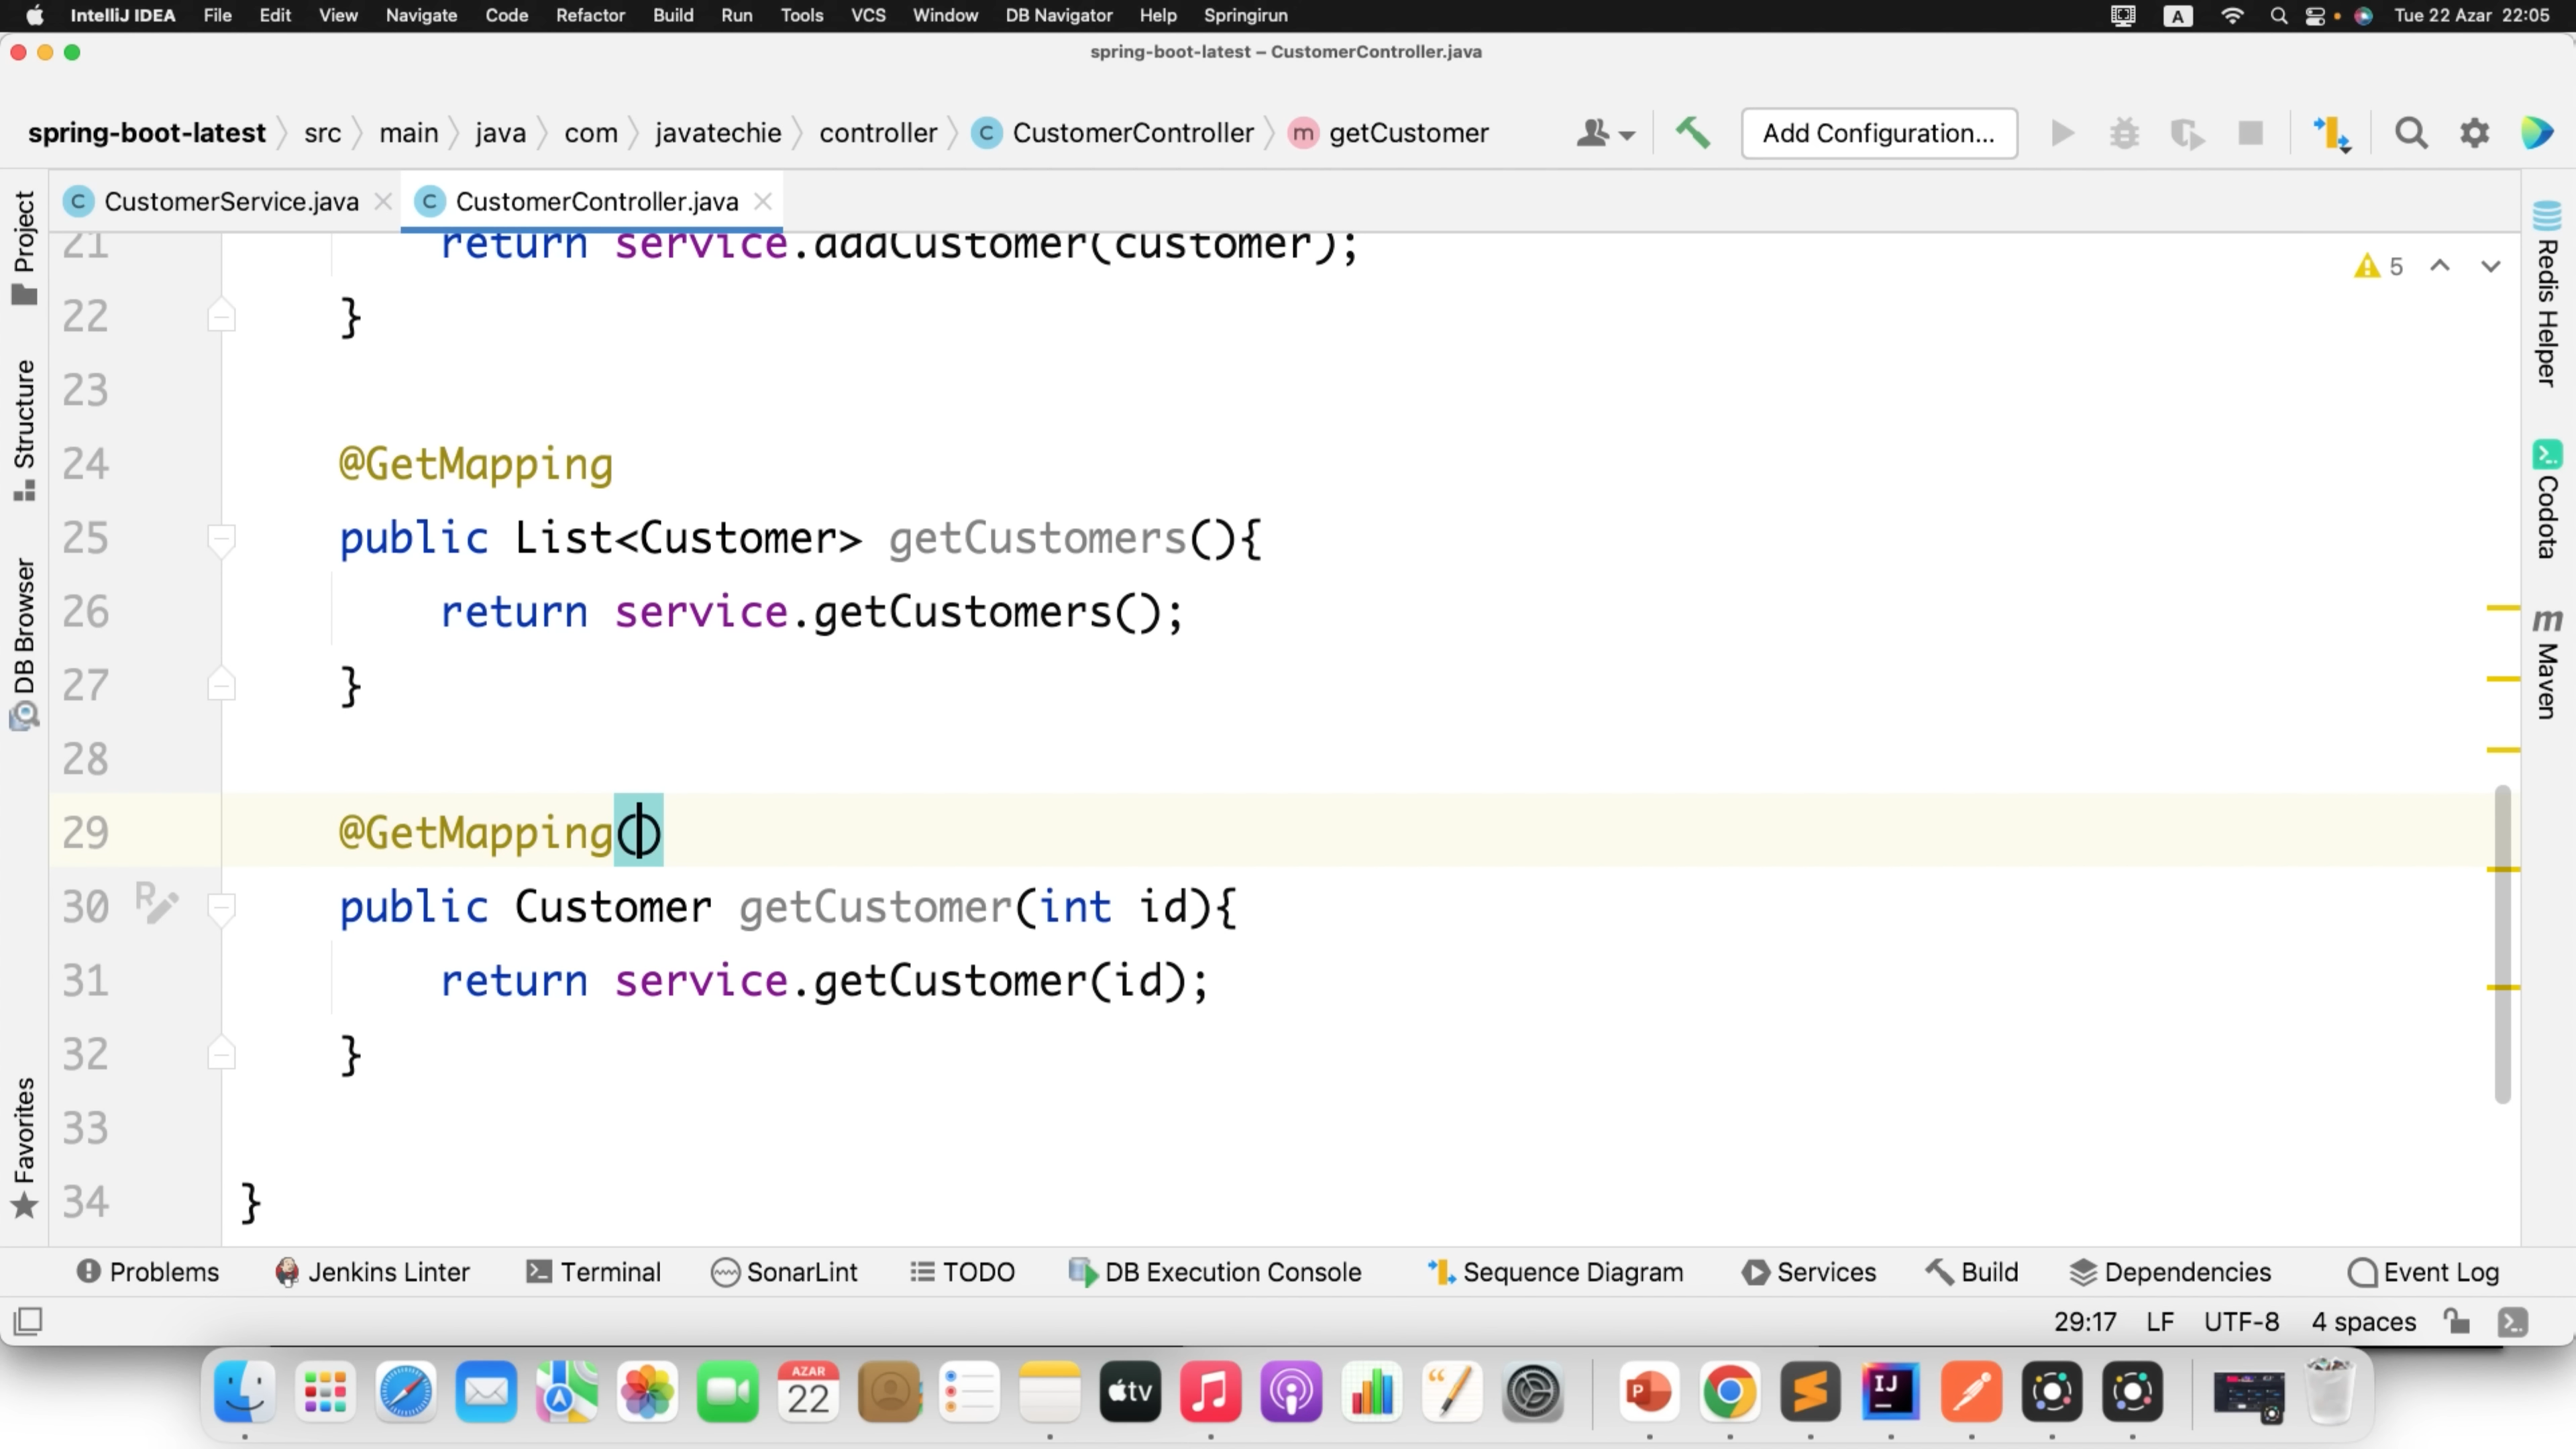 IntelliJ IDEA File Edit View Navigate Code Refactor Build Run Tools VCS Window DB Navigator Help Springirun A Tue 22 Azar 22:05
spring-boot-latest – CustomerController.java
spring-boot-latest src main java com javatechie controller C CustomerController m getCustomer Add Configuration...
C CustomerService.java C CustomerController.java
21 return service.addCustomer(customer);
5
22 }
23
24 @GetMapping
25 public List<Customer> getCustomers(){
26 return service.getCustomers();
27 }
28
29 @GetMapping()
30 public Customer getCustomer(int id){
31 return service.getCustomer(id);
32 }
33
34 }
Project
Structure
DB Browser
Favorites
Redis Helper
Codota
m Maven
Problems Jenkins Linter Terminal SonarLint TODO DB Execution Console Sequence Diagram Services Build Dependencies Event Log
29:17 LF UTF-8 4 spaces
AZAR
22
tv
P
IJ